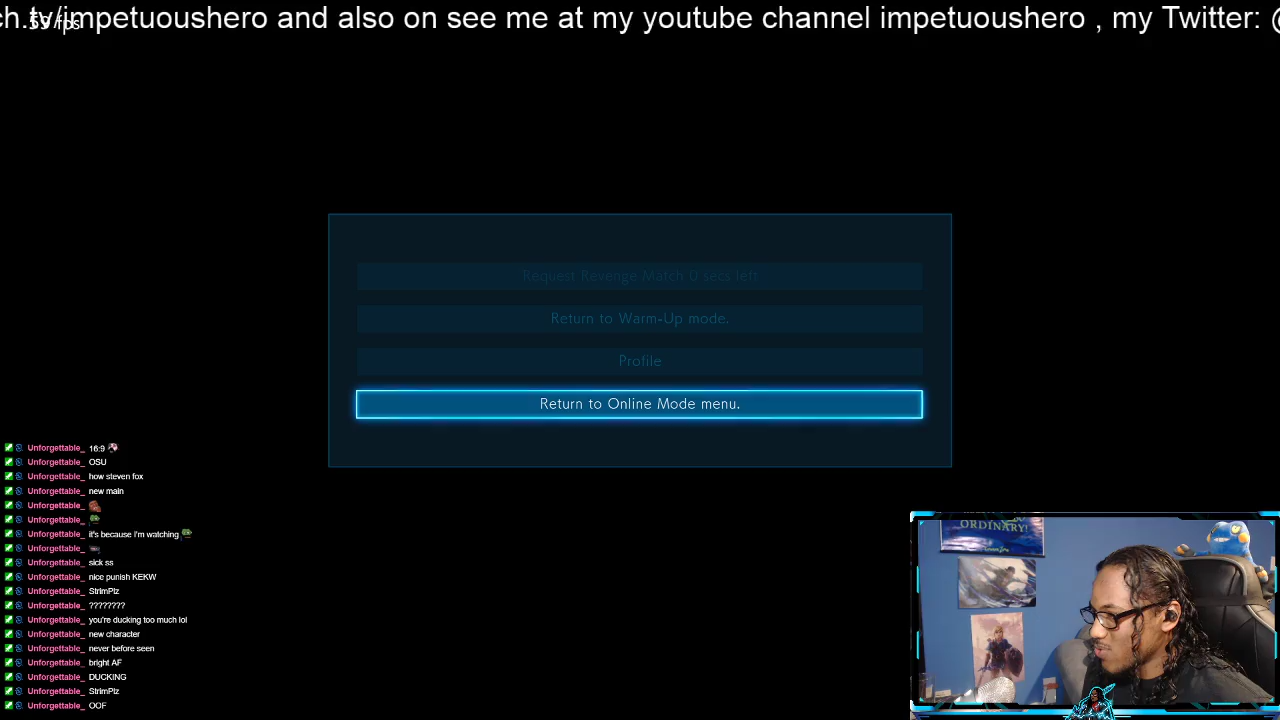 ch.tv/impetuoushero and also on see me at my youtube channel impetuoushero , my Twitter: @
59 fps
Request Revenge Match 0 secs left
Return to Warm-Up mode.
Profile
Return to Online Mode menu.
Unforgettable_ 16:9
Unforgettable_ OSU
Unforgettable_ how steven fox
Unforgettable_ new main
Unforgettable_
Unforgettable_
Unforgettable_ it's because I'm watching
Unforgettable_
Unforgettable_ sick ss
Unforgettable_ nice punish KEKW
Unforgettable_ StrimPlz
Unforgettable_ ????????
Unforgettable_ you're ducking too much lol
Unforgettable_ new character
Unforgettable_ never before seen
Unforgettable_ bright AF
Unforgettable_ DUCKING
Unforgettable_ StrimPlz
Unforgettable_ OOF
ORDINARY!